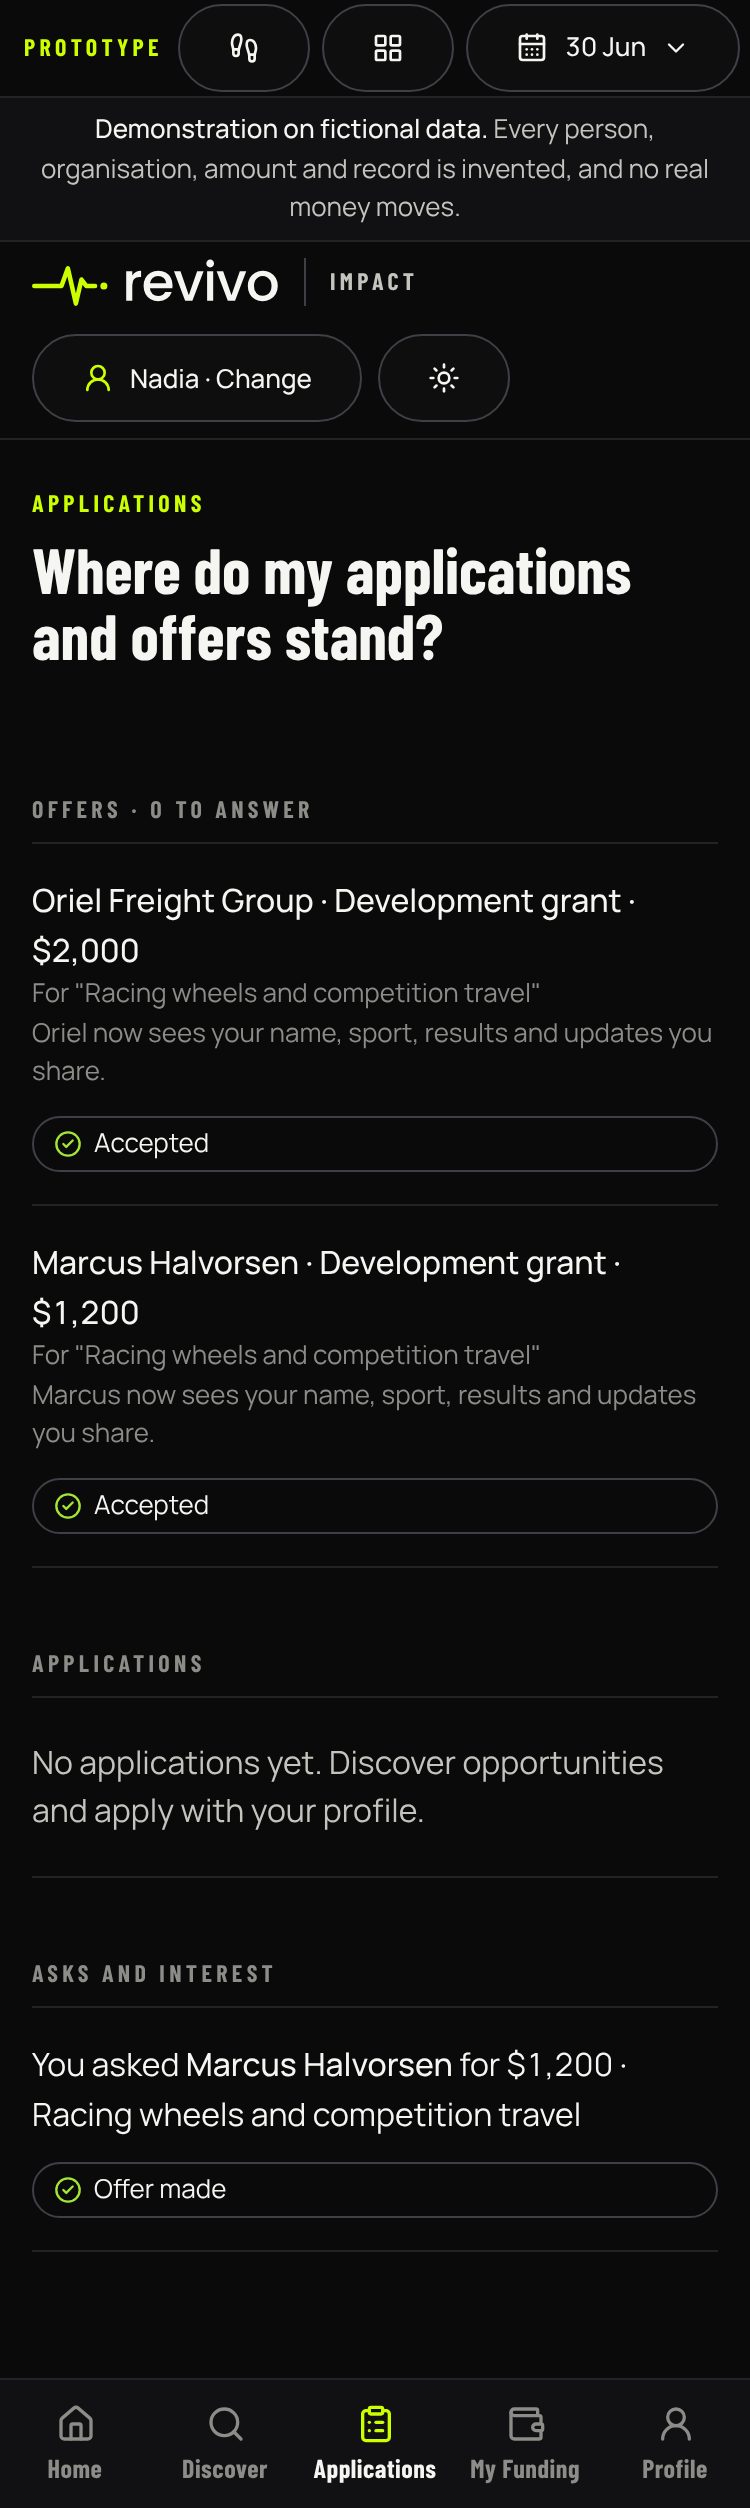 PROTOTYPE
30 Jun
Demonstration on fictional data. Every person,
organisation, amount and record is invented, and no real
money moves.
revivo
IMPACT
Nadia · Change
APPLICATIONS
Where do my applications
and offers stand?
OFFERS · 0 TO ANSWER
Oriel Freight Group · Development grant ·
$2,000
For "Racing wheels and competition travel"
Oriel now sees your name, sport, results and updates you
share.
Accepted
Marcus Halvorsen · Development grant ·
$1,200
For "Racing wheels and competition travel"
Marcus now sees your name, sport, results and updates
you share.
Accepted
APPLICATIONS
No applications yet. Discover opportunities
and apply with your profile.
ASKS AND INTEREST
You asked Marcus Halvorsen for $1,200 ·
Racing wheels and competition travel
Offer made
Home
Discover
Applications
My Funding
Profile